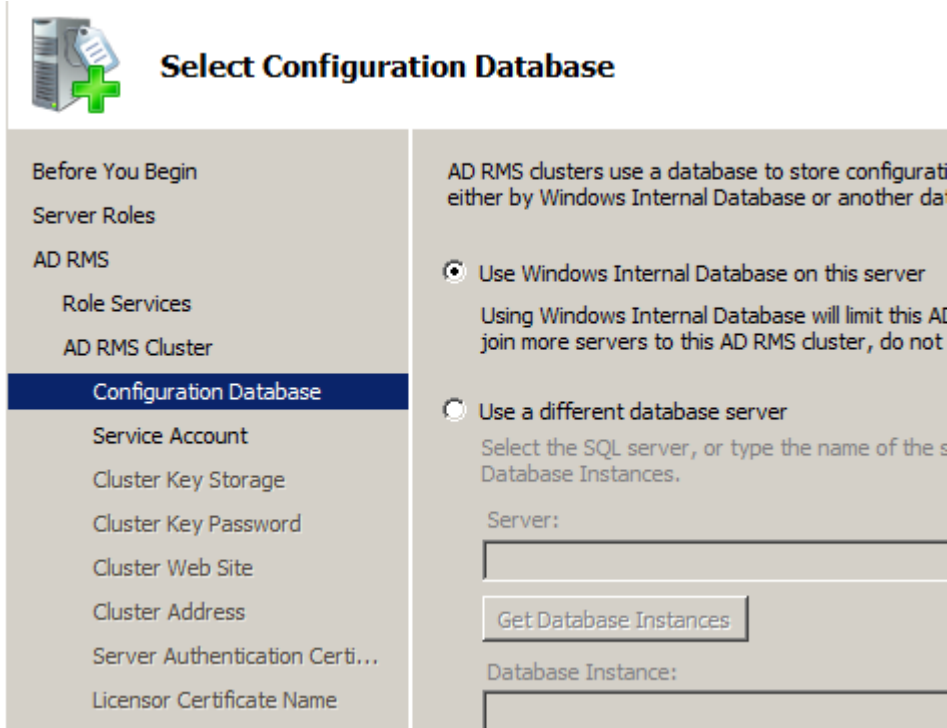 Select Configuration Database
Before You Begin
Server Roles
AD RMS
Role Services
AD RMS Cluster
Configuration Database
Service Account
Cluster Key Storage
Cluster Key Password
Cluster Web Site
Cluster Address
Server Authentication Certi...
Licensor Certificate Name
AD RMS clusters use a database to store configurati
either by Windows Internal Database or another dat
Use Windows Internal Database on this server
Using Windows Internal Database will limit this AD
join more servers to this AD RMS cluster, do not
Use a different database server
Select the SQL server, or type the name of the s
Database Instances.
Server:
Get Database Instances
Database Instance: